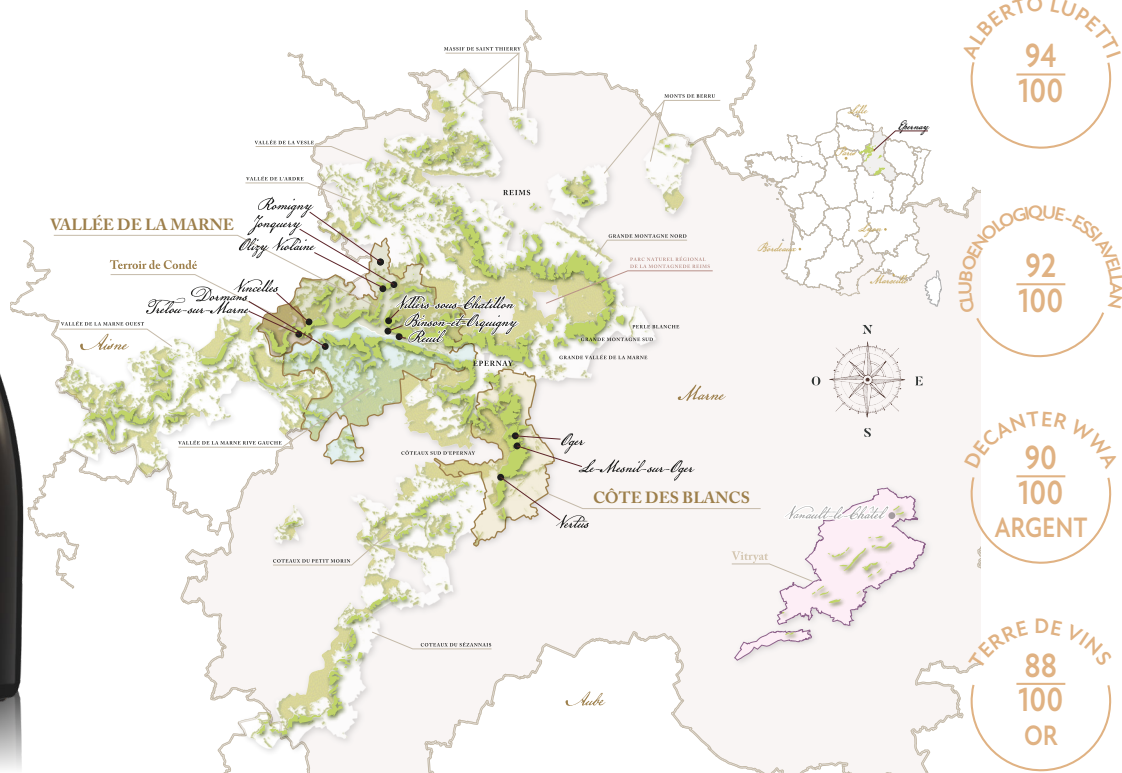 MASSIF DE SAINT THIERRY
MONTS DE BERRU
VALLÉE DE LA VESLE
VALLÉE DE L'ARDRE
REIMS
Romigny
Jonquery
Olizy Violaine
VALLÉE DE LA MARNE
Terroir de Condé
Vincelles
Dormans
Trélou-sur-Marne
VALLÉE DE LA MARNE OUEST
Aisne
Villers-sous-Chatillon
Binson-et-Orquigny
Reuil
GRANDE MONTAGNE NORD
PARC NATUREL RÉGIONAL
DE LA MONTAGNEDE REIMS
PERLE BLANCHE
GRANDE MONTAGNE SUD
GRANDE VALLÉE DE LA MARNE
EPERNAY
Marne
VALLÉE DE LA MARNE RIVE GAUCHE
CÔTEAUX SUD D'EPERNAY
Oger
Le-Mesnil-sur-Oger
CÔTE DES BLANCS
Vertus
COTEAUX DU PETIT MORIN
COTEAUX DU SÉZANNAIS
Aube
Vanault-le-Châtel
Vitryat
Lille
Epernay
Paris
Lyon
Bordeaux
Marseille
N
O
E
S
ALBERTO LUPETTI
94
100
CLUBOENOLOGIQUE-ESSIAVELLAN
92
100
DECANTER WWA
90
100
ARGENT
TERRE DE VINS
88
100
OR